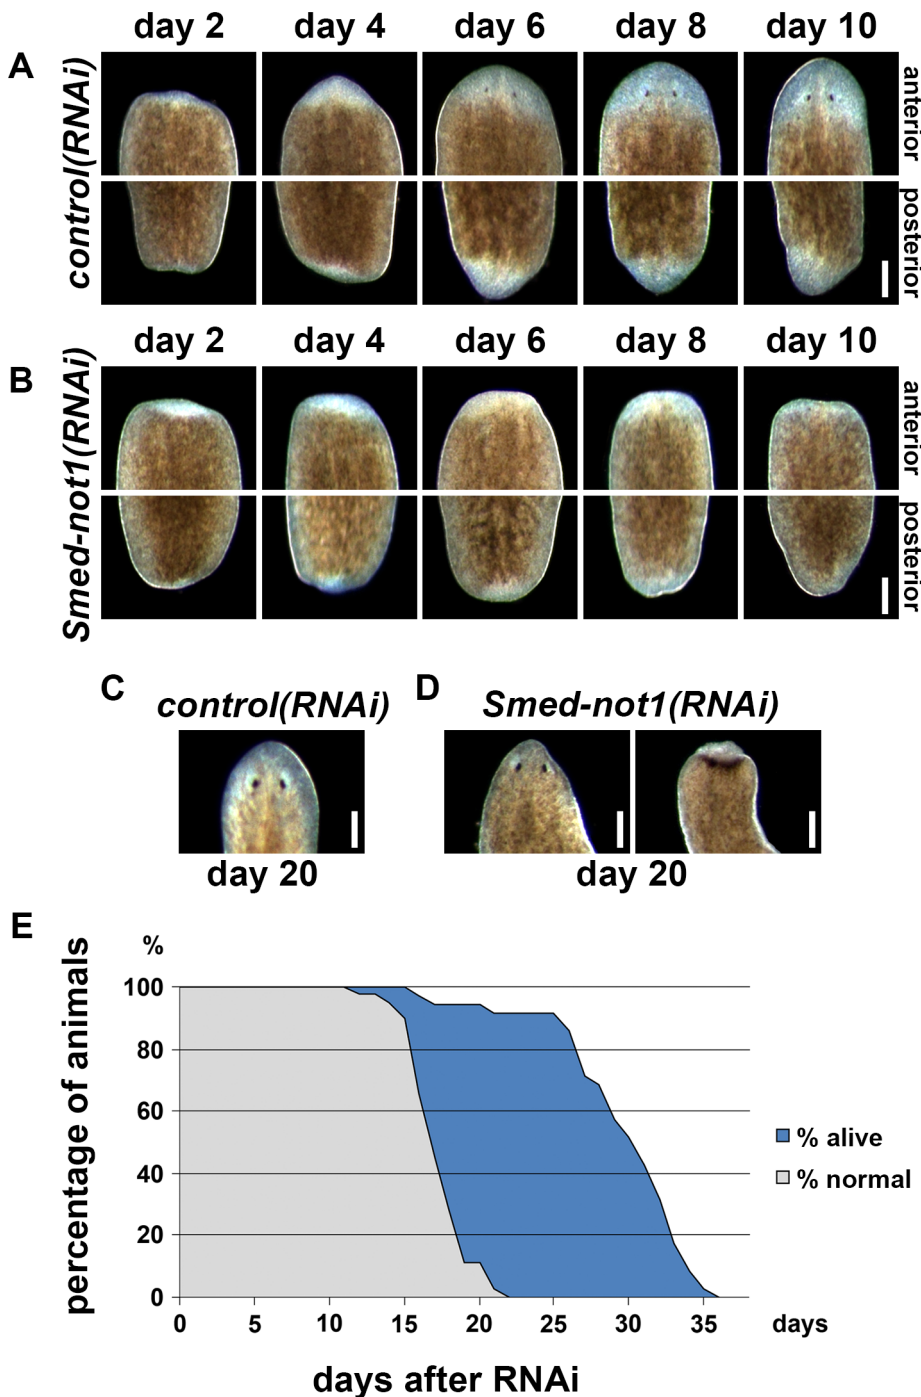 A
day 2 day 4 day 6 day 8 day 10
control(RNAi)
anterior
posterior
B
day 2 day 4 day 6 day 8 day 10
Smed-not1(RNAi)
anterior
posterior
C
control(RNAi)
day 20
D
Smed-not1(RNAi)
day 20
E
percentage of animals
%
100
80
60
40
20
0
0 5 10 15 20 25 30 35 days
days after RNAi
% alive
% normal